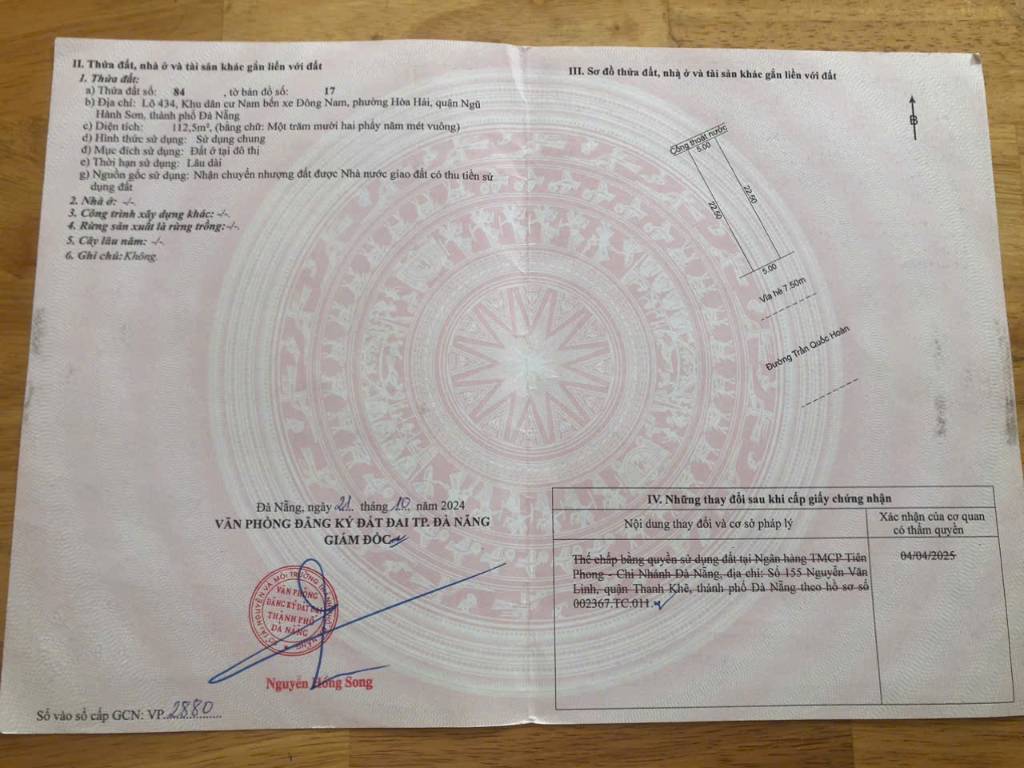 II. Thửa đất, nhà ở và tài sản khác gắn liền với đất
1. Thửa đất:
a) Thửa đất số: 84 , tờ bản đồ số: 17
b) Địa chỉ: Lô 434, Khu dân cư Nam bến xe Đông Nam, phường Hòa Hải, quận Ngũ
Hành Sơn, thành phố Đà Nẵng
c) Diện tích: 112,5m², (bằng chữ: Một trăm mười hai phẩy năm mét vuông)
d) Hình thức sử dụng: Sử dụng chung
đ) Mục đích sử dụng: Đất ở tại đô thị
e) Thời hạn sử dụng: Lâu dài
g) Nguồn gốc sử dụng: Nhận chuyển nhượng đất được Nhà nước giao đất có thu tiền sử
dụng đất
2. Nhà ở: -/-.
3. Công trình xây dựng khác: -/-.
4. Rừng sản xuất là rừng trồng:-/-.
5. Cây lâu năm: -/-.
6. Ghi chú: Không.
Đà Nẵng, ngày 21 tháng 10 năm 2024
VĂN PHÒNG ĐĂNG KÝ ĐẤT ĐAI TP. ĐÀ NẴNG
GIÁM ĐỐC
VĂN PHÒNG
ĐĂNG KÝ ĐẤT ĐAI
THÀNH PHỐ
ĐÀ NẴNG
Nguyễn Hồng Song
Số vào sổ cấp GCN: VP 2880
III. Sơ đồ thửa đất, nhà ở và tài sản khác gắn liền với đất
B
Cống thoát nước
5.00
22.50
22.50
5.00
Vỉa hè 7.50m
Đường Trần Quốc Hoàn
IV. Những thay đổi sau khi cấp giấy chứng nhận
Nội dung thay đổi và cơ sở pháp lý
Xác nhận của cơ quan
có thẩm quyền
Thế chấp bằng quyền sử dụng đất tại Ngân hàng TMCP Tiên
Phong - Chi Nhánh Đà Nẵng, địa chỉ: Số 155 Nguyễn Văn
Linh, quận Thanh Khê, thành phố Đà Nẵng theo hồ sơ số
002367.TC.011.
04/04/2025